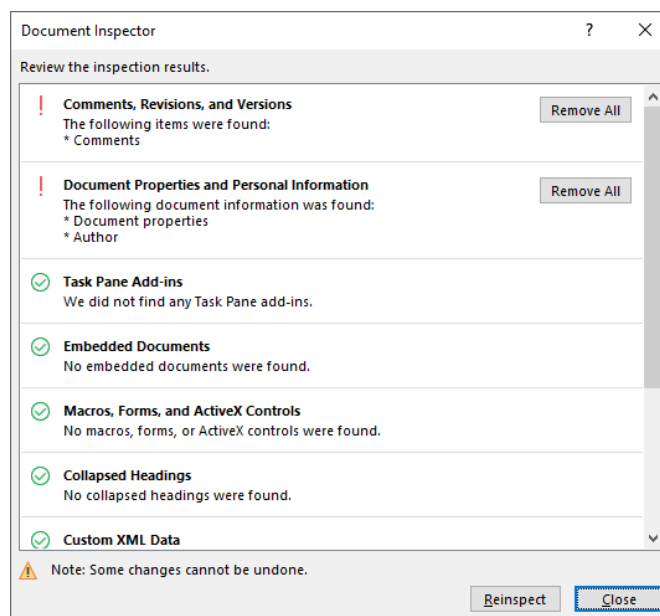 Document Inspector
?
Review the inspection results.
Comments, Revisions, and Versions
Remove All
The following items were found:
* Comments
Document Properties and Personal Information
Remove All
The following document information was found:
* Document properties
* Author
Task Pane Add-ins
We did not find any Task Pane add-ins.
Embedded Documents
No embedded documents were found.
Macros, Forms, and ActiveX Controls
No macros, forms, or ActiveX controls were found.
Collapsed Headings
No collapsed headings were found.
Custom XML Data
Note: Some changes cannot be undone.
Reinspect
Close